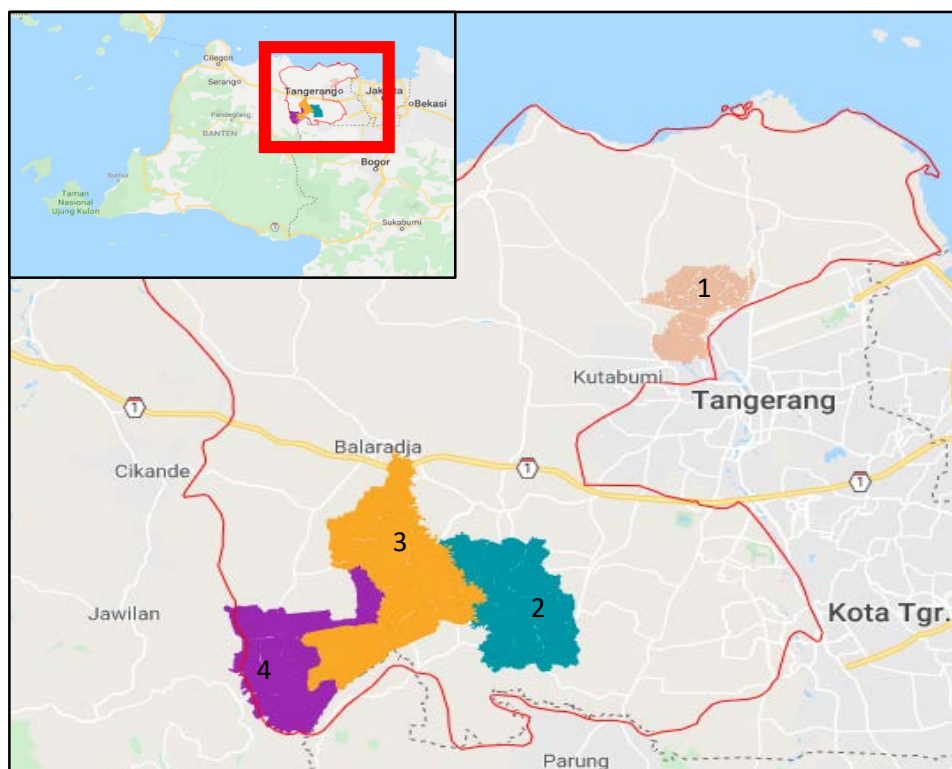 Cilegon
Serang
Tangerang
Jakarta
Bekasi
Pandeglang
BANTEN
Bogor
Sumur
Taman
Nasional
Ujung Kulon
3
Sukabumi
1
Kutabumi
Tangerang
1
Balaradja
1
1
Cikande
3
2
Jawilan
Kota Tgr.
4
Parung